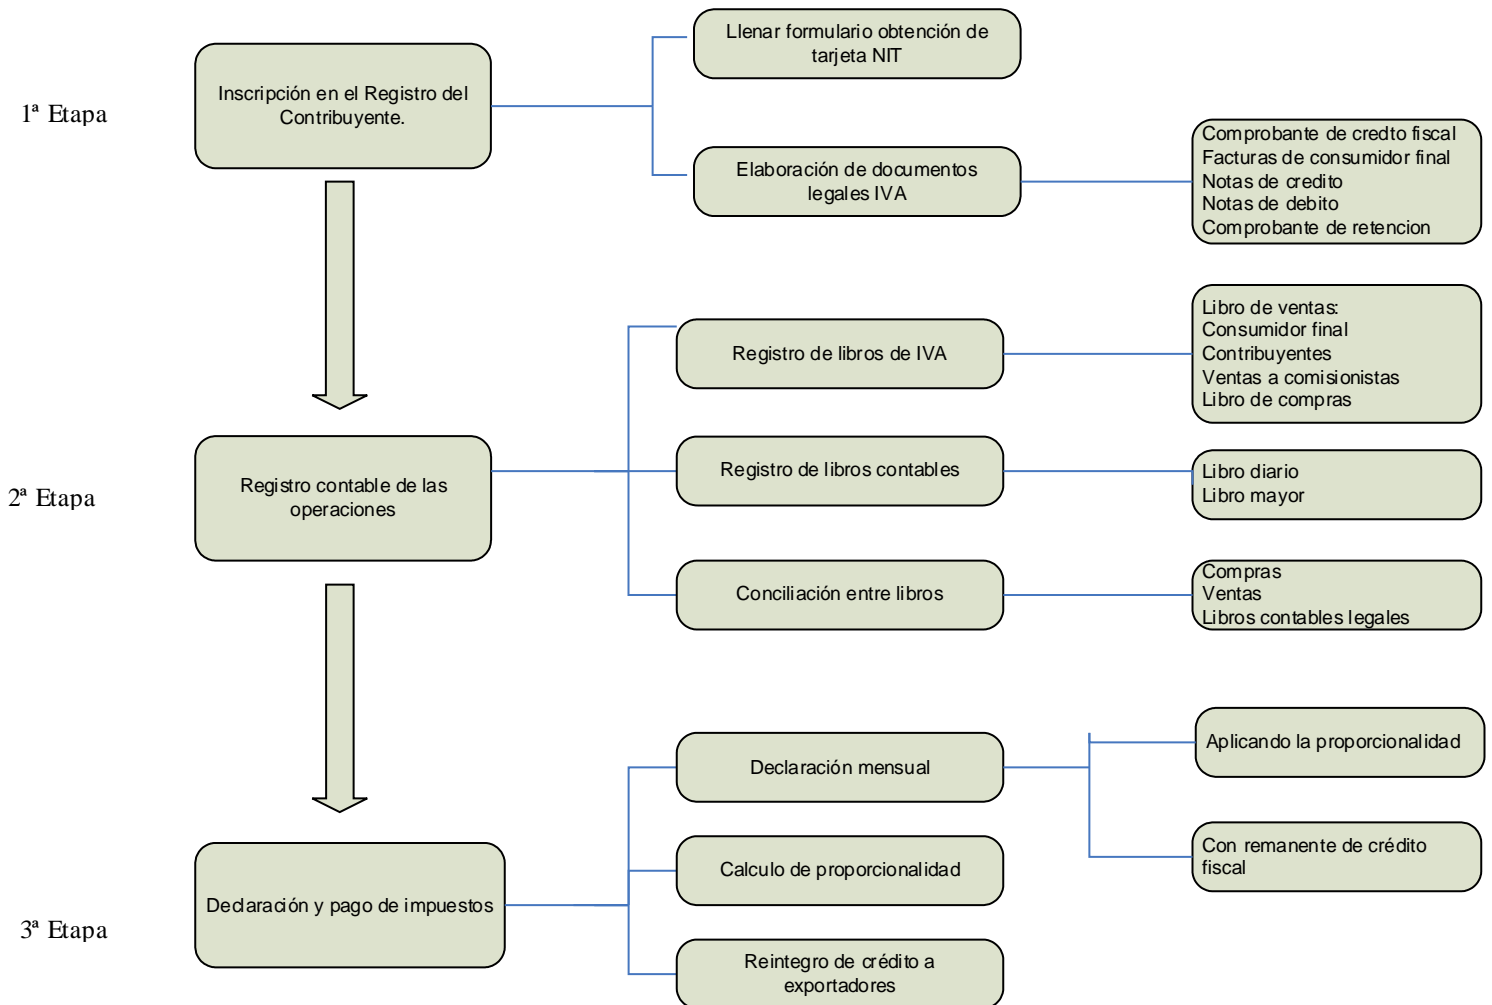 1ª Etapa
Inscripción en el Registro del
Contribuyente.
Llenar formulario obtención de
tarjeta NIT
Elaboración de documentos
legales IVA
Comprobante de credto fiscal
Facturas de consumidor final
Notas de credito
Notas de debito
Comprobante de retencion
2ª Etapa
Registro contable de las
operaciones
Registro de libros de IVA
Libro de ventas:
Consumidor final
Contribuyentes
Ventas a comisionistas
Libro de compras
Registro de libros contables
Libro diario
Libro mayor
Conciliación entre libros
Compras
Ventas
Libros contables legales
3ª Etapa
Declaración y pago de impuestos
Declaración mensual
Aplicando la proporcionalidad
Con remanente de crédito
fiscal
Calculo de proporcionalidad
Reintegro de crédito a
exportadores